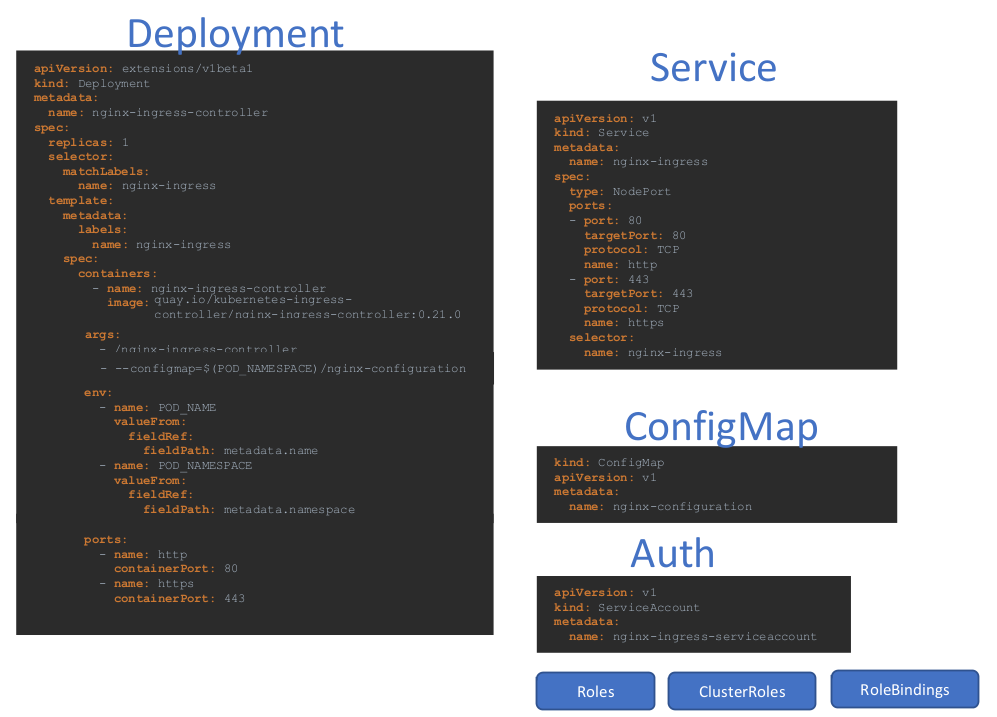 Deployment
apiVersion: extensions/v1beta1
kind: Deployment
metadata:
  name: nginx-ingress-controller
spec:
  replicas: 1
  selector:
    matchLabels:
      name: nginx-ingress
  template:
    metadata:
      labels:
        name: nginx-ingress
    spec:
      containers:
        - name: nginx-ingress-controller
          image: quay.io/kubernetes-ingress-
          controller/nginx-ingress-controller:0.21.0
       args:
         - /nginx-ingress-controller
         - --configmap=$(POD_NAMESPACE)/nginx-configuration
       env:
         - name: POD_NAME
           valueFrom:
             fieldRef:
               fieldPath: metadata.name
         - name: POD_NAMESPACE
           valueFrom:
             fieldRef:
               fieldPath: metadata.namespace
       ports:
         - name: http
           containerPort: 80
         - name: https
           containerPort: 443
Service
apiVersion: v1
kind: Service
metadata:
  name: nginx-ingress
spec:
  type: NodePort
  ports:
  - port: 80
    targetPort: 80
    protocol: TCP
    name: http
  - port: 443
    targetPort: 443
    protocol: TCP
    name: https
  selector:
    name: nginx-ingress
ConfigMap
kind: ConfigMap
apiVersion: v1
metadata:
  name: nginx-configuration
Auth
apiVersion: v1
kind: ServiceAccount
metadata:
  name: nginx-ingress-serviceaccount
Roles
ClusterRoles
RoleBindings